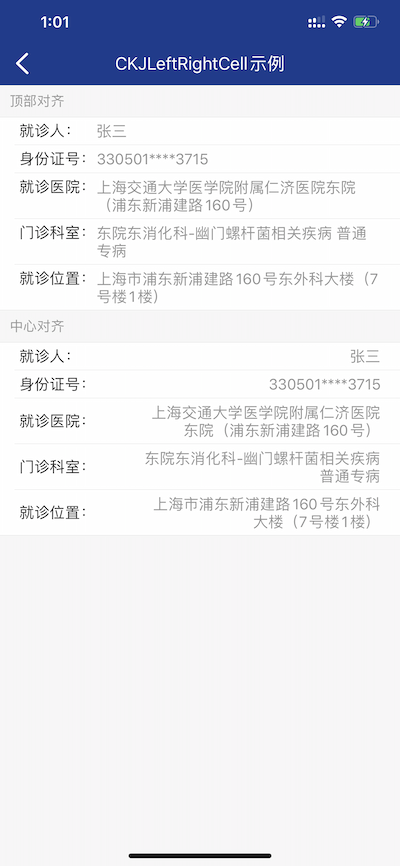 1:01
CKJLeftRightCell示例
顶部对齐
就诊人： 张三
身份证号： 330501****3715
就诊医院： 上海交通大学医学院附属仁济医院东院
（浦东新浦建路160号）
门诊科室： 东院东消化科-幽门螺杆菌相关疾病 普通
专病
就诊位置： 上海市浦东新浦建路160号东外科大楼（7
号楼1楼）
中心对齐
就诊人： 张三
身份证号： 330501****3715
就诊医院： 上海交通大学医学院附属仁济医院
东院（浦东新浦建路160号）
门诊科室： 东院东消化科-幽门螺杆菌相关疾病
普通专病
就诊位置： 上海市浦东新浦建路160号东外科
大楼（7号楼1楼）